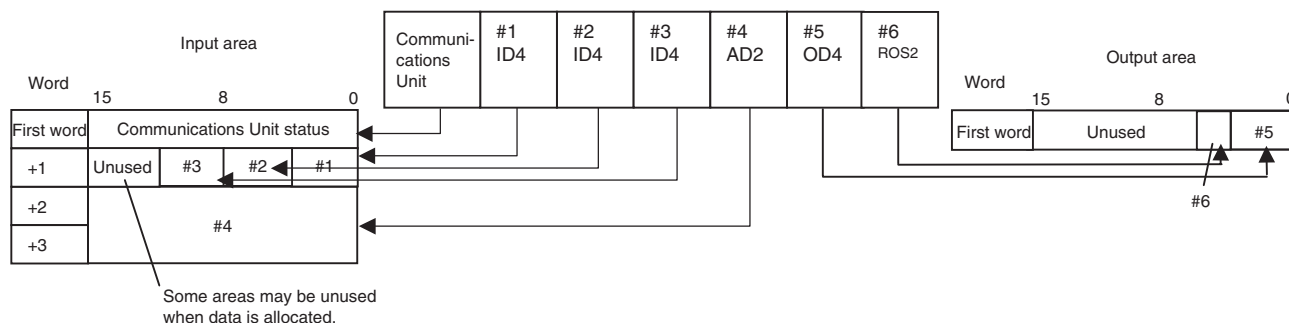 Input area
Word
15 8 0
First word Communications Unit status
+1 Unused #3 #2 #1
+2
#4
+3
Some areas may be unused
when data is allocated.
Communi-
cations
Unit
#1
ID4
#2
ID4
#3
ID4
#4
AD2
#5
OD4
#6
ROS2
Output area
Word
15 8 0
First word Unused #5
#6